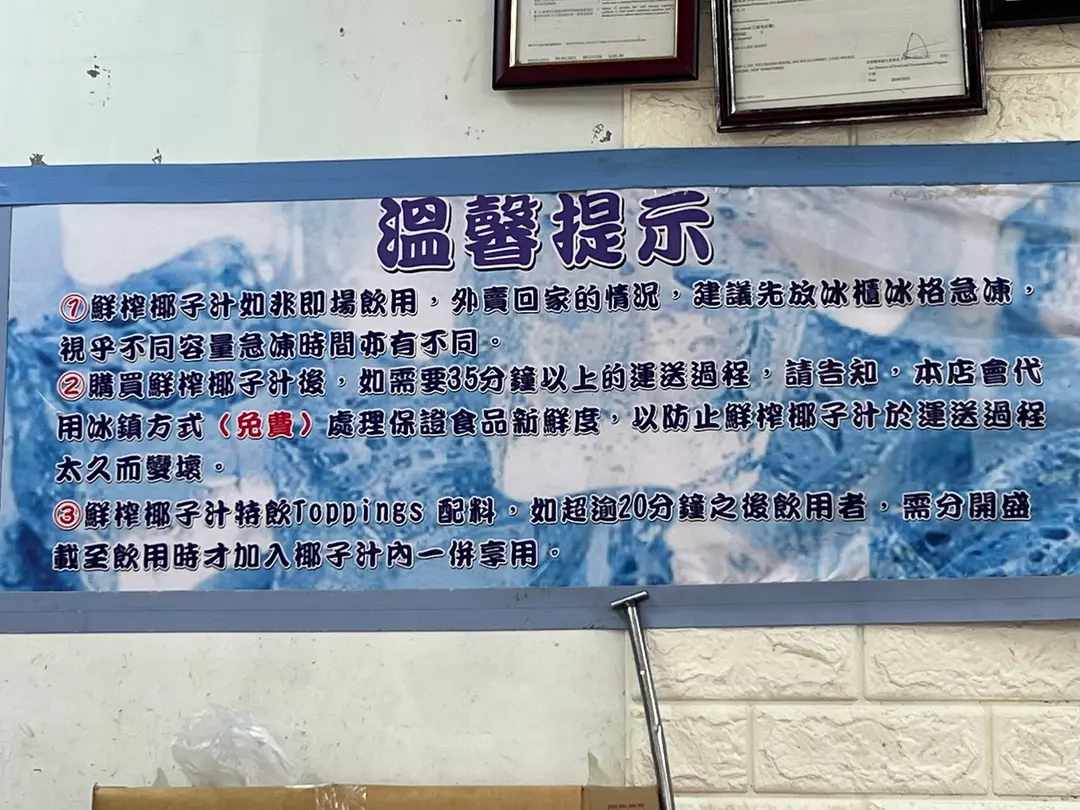 溫馨提示
①鮮榨椰子汁如非即場飲用，外賣回家的情況，建議先放冰櫃冰格急凍，
視乎不同容量急凍時間亦有不同。
②購買鮮榨椰子汁後，如需要35分鐘以上的運送過程，請告知，本店會代
用冰鎮方式（免費）處理保證食品新鮮度，以防止鮮榨椰子汁於運送過程
太久而變壞。
③鮮榨椰子汁特飲Toppings 配料，如超逾20分鐘之後飲用者，需分開盛
載至飲用時才加入椰子汁內一併享用。